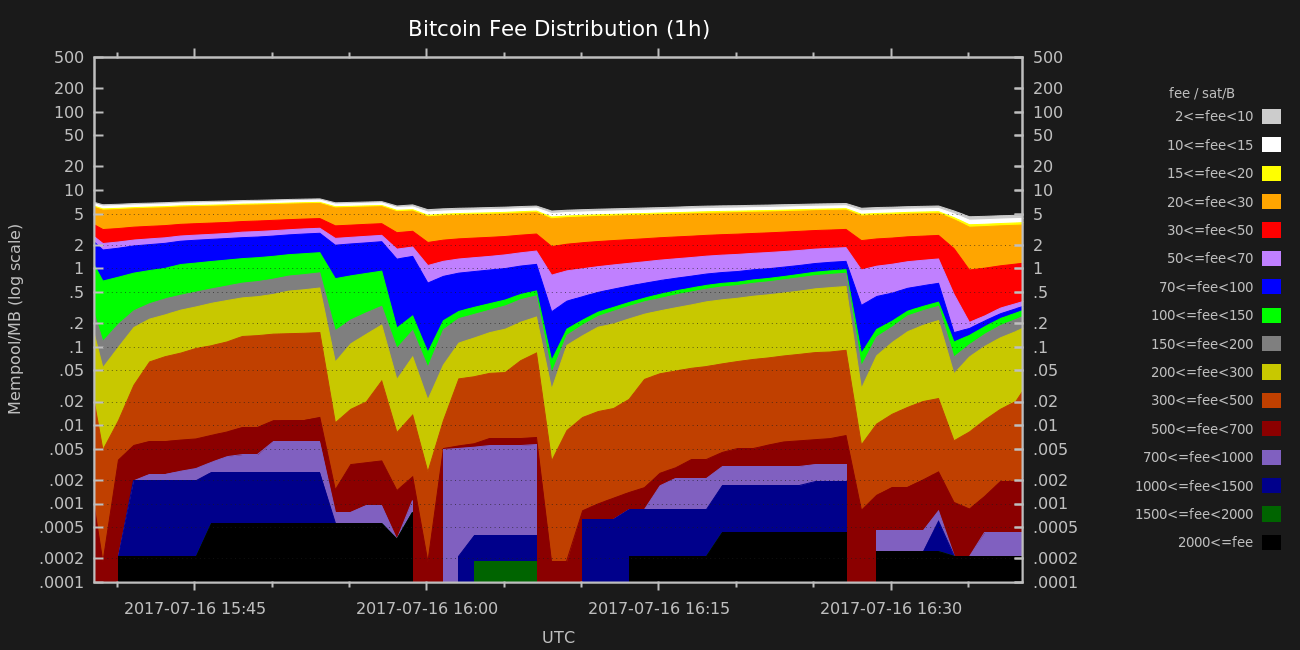 Bitcoin Fee Distribution (1h)
Mempool/MB (log scale)
500
200
100
50
20
10
5
2
1
.5
.2
.1
.05
.02
.01
.005
.002
.001
.0005
.0002
.0001
500
200
100
50
20
10
5
2
1
.5
.2
.1
.05
.02
.01
.005
.002
.001
.0005
.0002
.0001
2017-07-16 15:45
2017-07-16 16:00
2017-07-16 16:15
2017-07-16 16:30
UTC
fee / sat/B
2<=fee<10
10<=fee<15
15<=fee<20
20<=fee<30
30<=fee<50
50<=fee<70
70<=fee<100
100<=fee<150
150<=fee<200
200<=fee<300
300<=fee<500
500<=fee<700
700<=fee<1000
1000<=fee<1500
1500<=fee<2000
2000<=fee